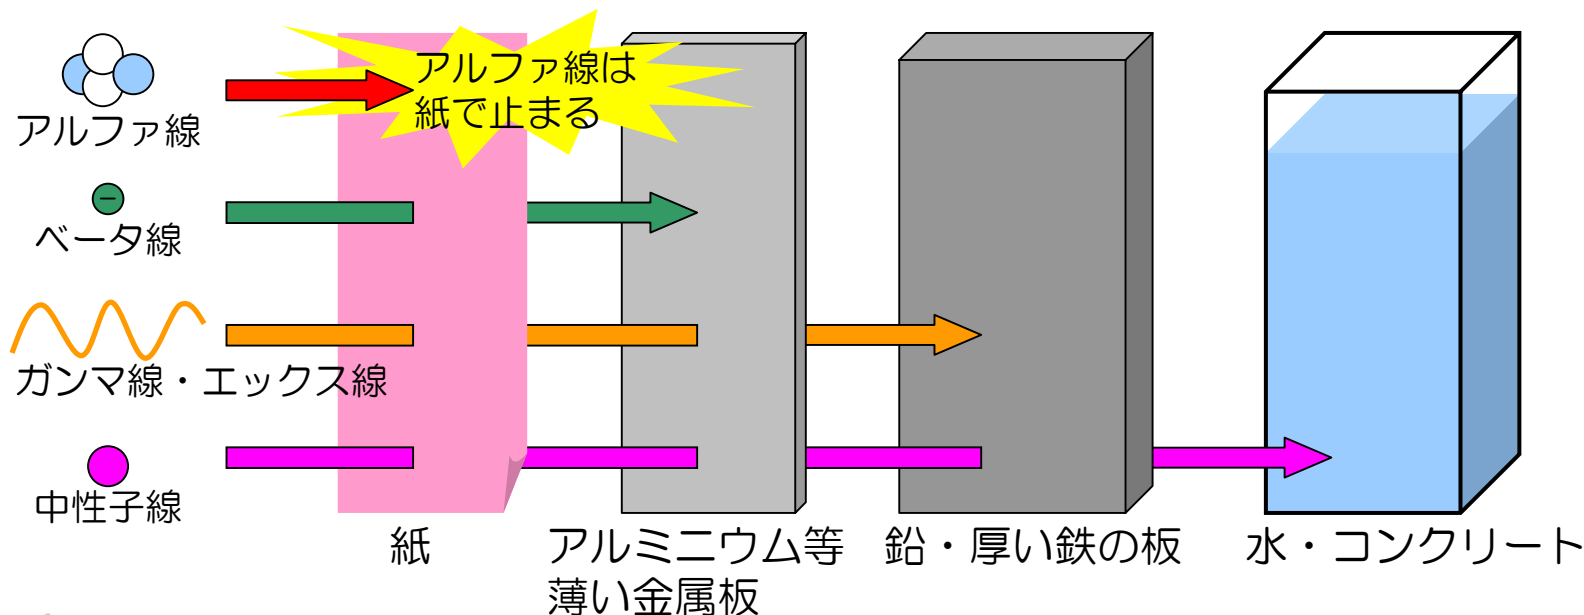 アルファ線は
紙で止まる
アルファ線
ベータ線
ガンマ線・エックス線
中性子線
紙
アルミニウム等
薄い金属板
鉛・厚い鉄の板
水・コンクリート